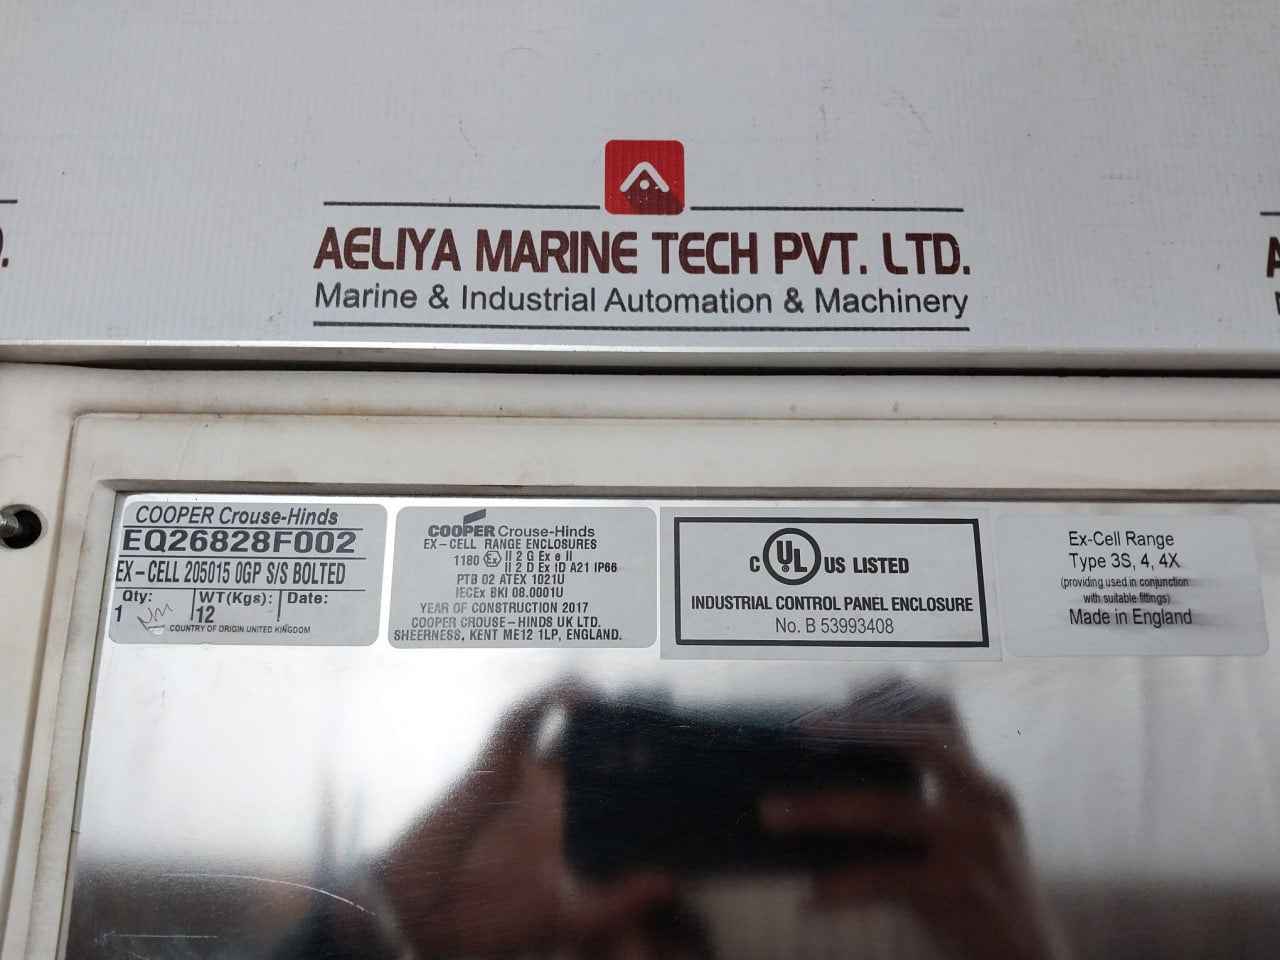 AELIYA MARINE TECH PVT. LTD.
Marine & Industrial Automation & Machinery
COOPER Crouse-Hinds
EQ26828F002
EX-CELL 205015 0GP S/S BOLTED
Qty: WT(Kgs): Date:
1 12
COUNTRY OF ORIGIN UNITED KINGDOM
COOPER Crouse-Hinds
EX-CELL RANGE ENCLOSURES
1180 Ex II 2 G Ex e II
II 2 D Ex tD A21 IP66
PTB 02 ATEX 1021U
IECEx BKI 08.0001U
YEAR OF CONSTRUCTION 2017
COOPER CROUSE-HINDS UK LTD.
SHEERNESS, KENT ME12 1LP, ENGLAND.
C UL US LISTED
INDUSTRIAL CONTROL PANEL ENCLOSURE
No. B 53993408
Ex-Cell Range
Type 3S, 4, 4X
(providing used in conjunction
with suitable fittings)
Made in England